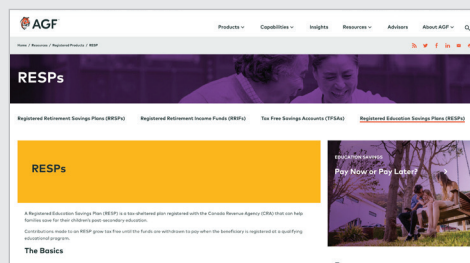 AGF
Products Capabilities Insights Resources Advisors About AGF
Home / Resources / Registered Products / RESP
RESPs
Registered Retirement Savings Plans (RRSPs) Registered Retirement Income Funds (RRIFs) Tax Free Savings Accounts (TFSAs) Registered Education Savings Plans (RESPs)
RESPs
EDUCATION SAVINGS
Pay Now or Pay Later?
A Registered Education Savings Plan (RESP) is a tax-sheltered plan registered with the Canada Revenue Agency (CRA) that can help
families save for their children's post-secondary education.
Contributions made to an RESP grow tax free until the funds are withdrawn to pay when the beneficiary is registered at a qualifying
educational program.
The Basics